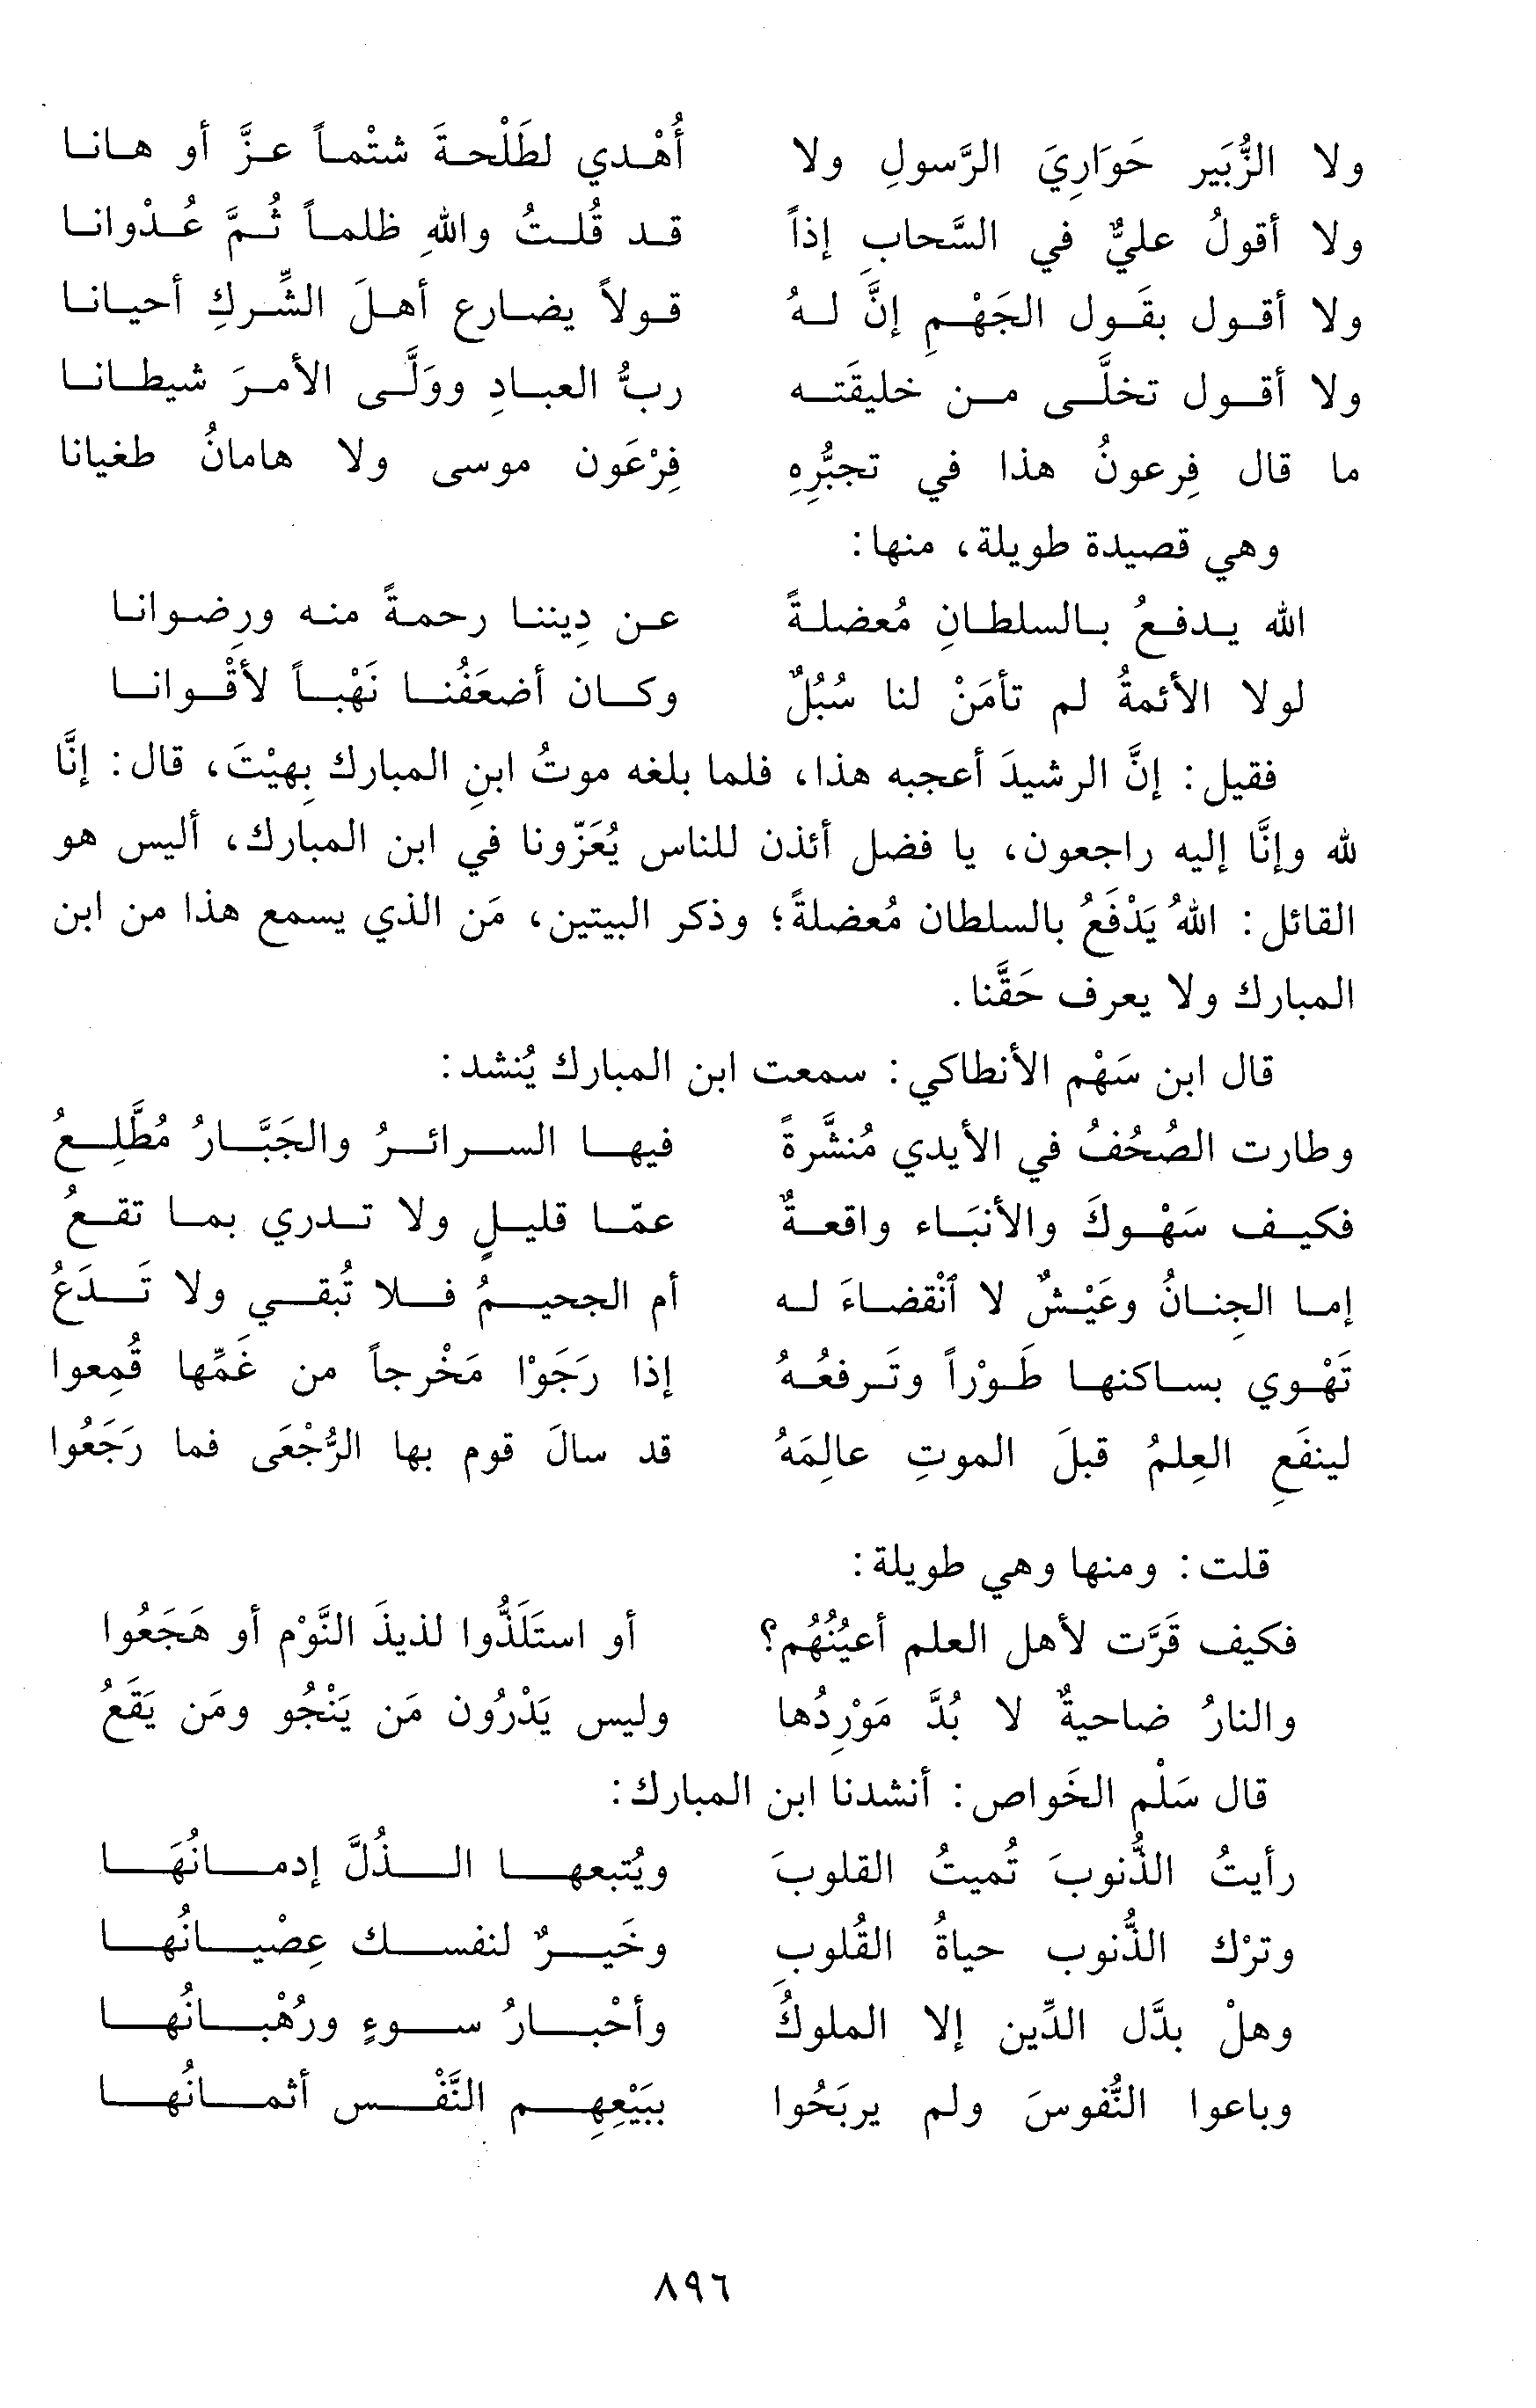 ولا الزُّبَير حَوَارِيَ الرَّسولِ ولا أُهْدي لطَلْحةَ شتْماً عزَّ أو هانا
ولا أقولُ عليٌّ في السَّحابِ إذاً قد قُلتُ واللهِ ظلماً ثُمَّ عُدْوانا
ولا أقول بقَول الجَهْمِ إنَّ لهُ قولاً يضارع أهلَ الشِّركِ أحيانا
ولا أقول تخلَّى من خليقَته ربُّ العبادِ ووَلَّى الأمرَ شيطانا
ما قال فِرعونُ هذا في تجبُّرِهِ فِرْعَون موسى ولا هامانُ طغيانا
وهي قصيدة طويلة، منها:
الله يدفعُ بالسلطانِ مُعضلةً عن دِيننا رحمةً منه ورِضوانا
لولا الأئمةُ لم تأمَنْ لنا سُبُلٌ وكان أضعَفُنا نَهْباً لأقْوانا
فقيل: إنَّ الرشيدَ أعجبه هذا، فلما بلغه موتُ ابنِ المبارك بِهيْتَ، قال: إنَّا
لله وإنَّا إليه راجعون، يا فضل أئذن للناس يُعَزّونا في ابن المبارك، أليس هو
القائل: اللهُ يَدْفَعُ بالسلطان مُعضلةً؛ وذكر البيتين، مَن الذي يسمع هذا من ابن
المبارك ولا يعرف حَقَّنا.
قال ابن سَهْم الأنطاكي: سمعت ابن المبارك يُنشد:
وطارت الصُحُفُ في الأيدي مُنشَّرةً فيها السرائرُ والجَبَّارُ مُطَّلِعُ
فكيف سَهْوكَ والأنبَاء واقعةٌ عمّا قليلٍ ولا تدري بما تقعُ
إما الجِنانُ وعَيْشٌ لا ٱنْقضاءَ له أم الجحيمُ فلا تُبقي ولا تَدَعُ
تَهْوي بساكنها طَوْراً وتَرفعُهُ إذا رَجَوْا مَخْرجاً من غَمِّها قُمِعوا
لينفَعِ العِلمُ قبلَ الموتِ عالِمَهُ قد سالَ قوم بها الرُّجْعَى فما رَجَعُوا
قلت: ومنها وهي طويلة:
فكيف قَرَّت لأهل العلم أعيُنُهُم؟ أو استَلَذُّوا لذيذَ النَّوْم أو هَجَعُوا
والنارُ ضاحيةٌ لا بُدَّ مَوْرِدُها وليس يَدْرُون مَن يَنْجُو ومَن يَقَعُ
قال سَلْم الخَواص: أنشدنا ابن المبارك:
رأيتُ الذُّنوبَ تُميتُ القلوبَ ويُتبعها الذُلَّ إدمانُهَا
وترْك الذُّنوب حياةُ القُلوبِ وخَيرٌ لنفسك عِصْيانُها
وهلْ بدَّل الدِّين إلا الملوكُ وأحْبارُ سوءٍ ورُهْبانُها
وباعوا النُّفوسَ ولم يربَحُوا ببَيْعِهِم النَّفْس أثمانُها
٨٩٦